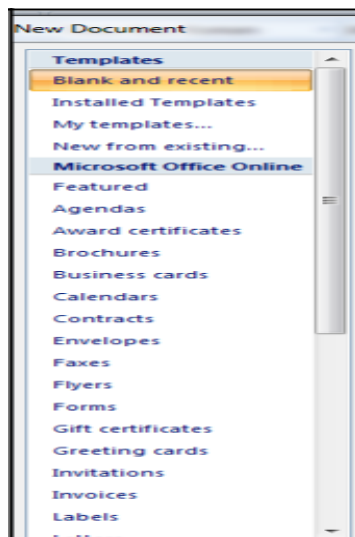 New Document
Templates
Blank and recent
Installed Templates
My templates...
New from existing...
Microsoft Office Online
Featured
Agendas
Award certificates
Brochures
Business cards
Calendars
Contracts
Envelopes
Faxes
Flyers
Forms
Gift certificates
Greeting cards
Invitations
Invoices
Labels